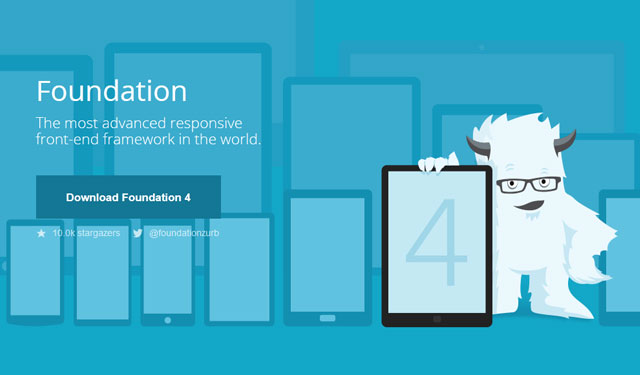 Foundation
The most advanced responsive
front-end framework in the world.
Download Foundation 4
10.0k stargazers @foundationzurb
4